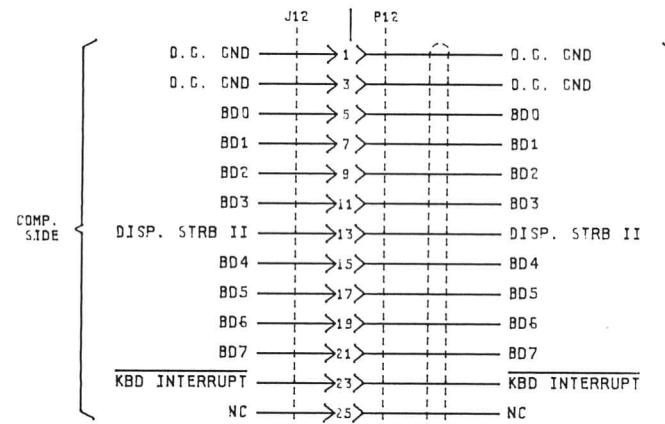 J12 P12
D.G. GND 1 D.G. GND
D.G. GND 3 D.G. GND
BD0 5 BD0
BD1 7 BD1
BD2 9 BD2
BD3 11 BD3
COMP. SIDE
DISP. STRB II 13 DISP. STRB II
BD4 15 BD4
BD5 17 BD5
BD6 19 BD6
BD7 21 BD7
KBD INTERRUPT 23 KBD INTERRUPT
NC 25 NC